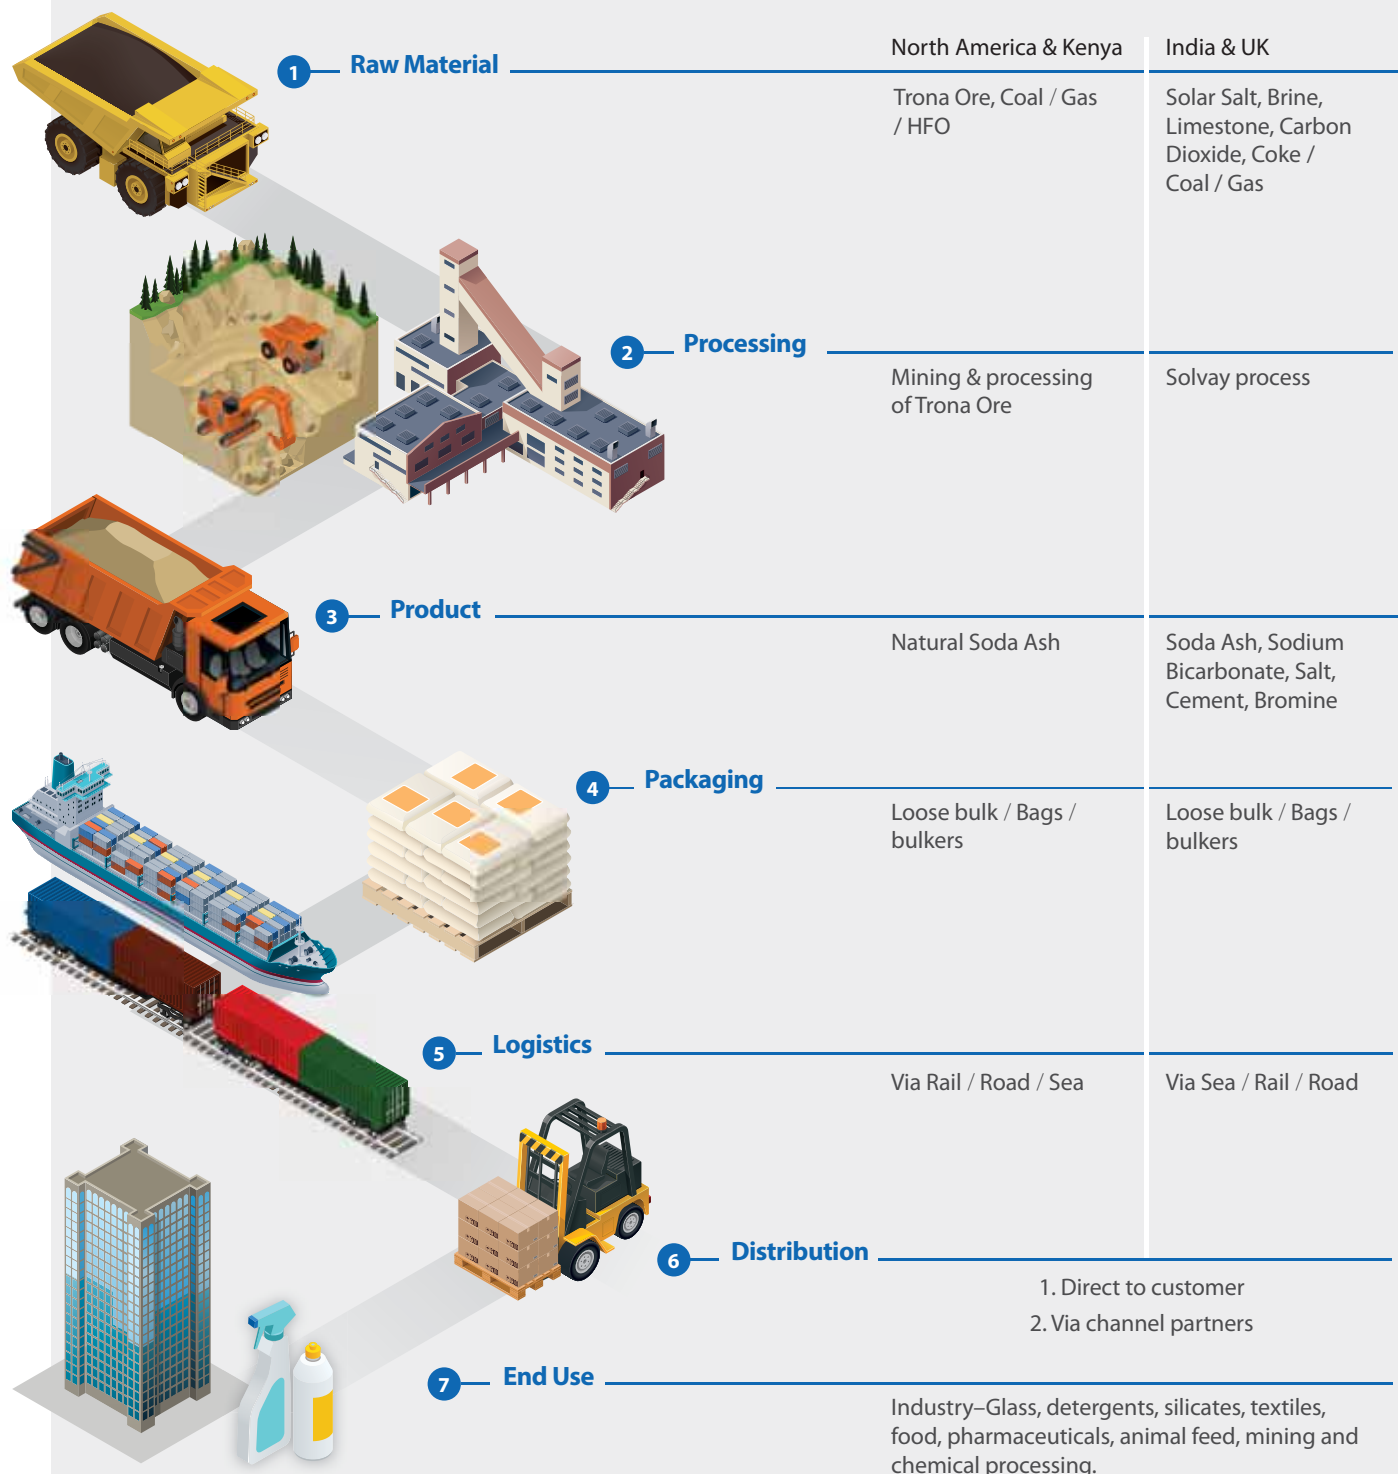 North America & Kenya
India & UK
1
Raw Material
Trona Ore, Coal / Gas
/ HFO
Solar Salt, Brine,
Limestone, Carbon
Dioxide, Coke /
Coal / Gas
2
Processing
Mining & processing
of Trona Ore
Solvay process
3
Product
Natural Soda Ash
Soda Ash, Sodium
Bicarbonate, Salt,
Cement, Bromine
4
Packaging
Loose bulk / Bags /
bulkers
Loose bulk / Bags /
bulkers
5
Logistics
Via Rail / Road / Sea
Via Sea / Rail / Road
6
Distribution
1. Direct to customer
2. Via channel partners
7
End Use
Industry–Glass, detergents, silicates, textiles,
food, pharmaceuticals, animal feed, mining and
chemical processing.